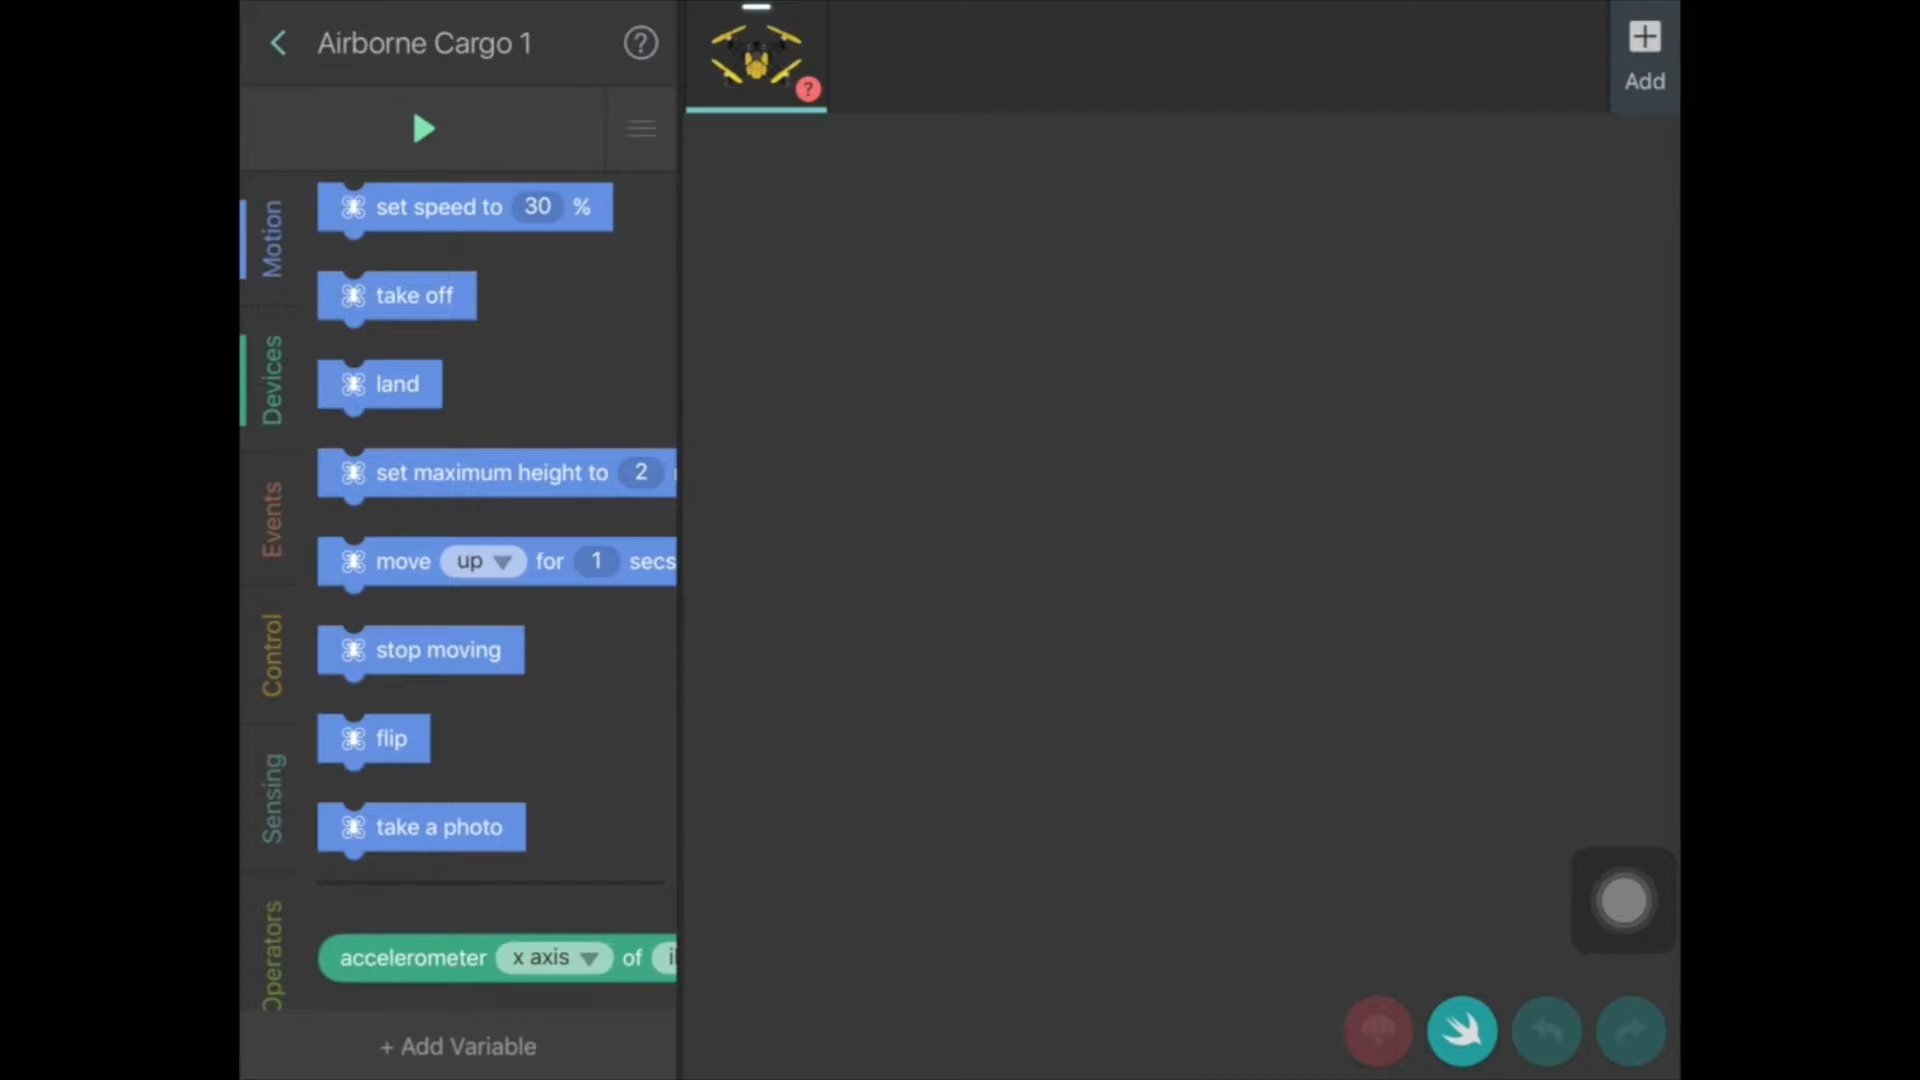 Airborne Cargo 1
?
?
Add
Motion
Devices
Events
Control
Sensing
Operators
set speed to 30 %
take off
land
set maximum height to 2
move up for 1 secs
stop moving
flip
take a photo
accelerometer x axis of
+ Add Variable